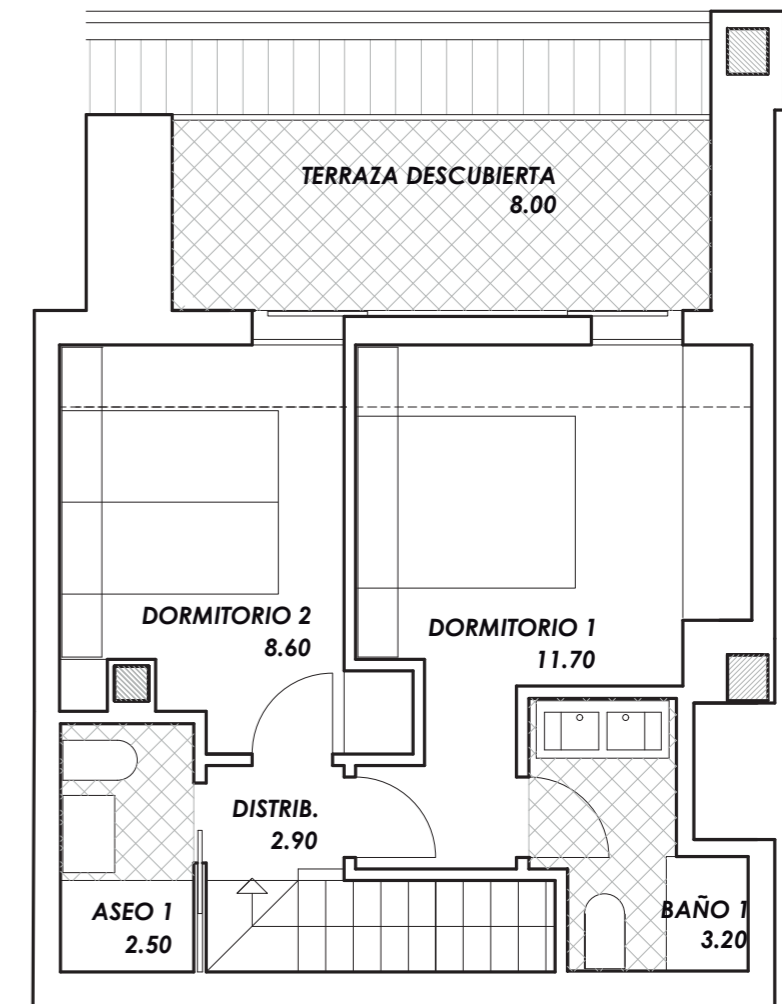 TERRAZA DESCUBIERTA
8.00
DORMITORIO 2
8.60
DORMITORIO 1
11.70
DISTRIB.
2.90
ASEO 1
2.50
BAÑO 1
3.20